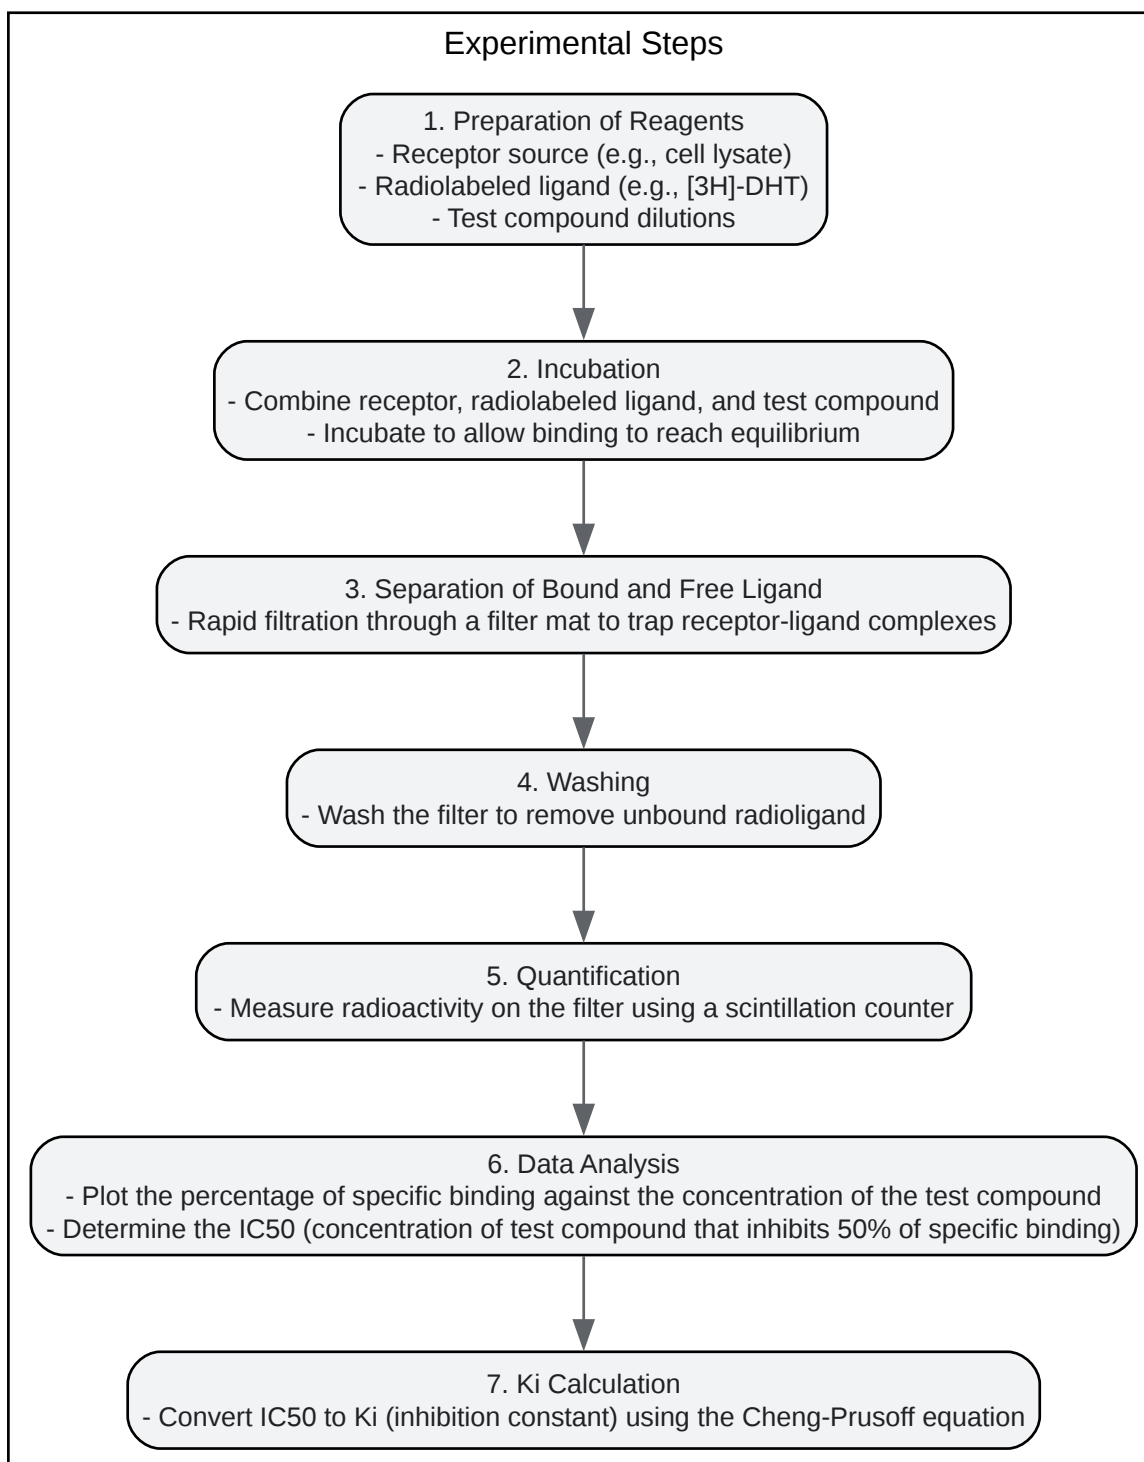 Experimental Steps
1. Preparation of Reagents
- Receptor source (e.g., cell lysate)
- Radiolabeled ligand (e.g., [3H]-DHT)
- Test compound dilutions
2. Incubation
- Combine receptor, radiolabeled ligand, and test compound
- Incubate to allow binding to reach equilibrium
3. Separation of Bound and Free Ligand
- Rapid filtration through a filter mat to trap receptor-ligand complexes
4. Washing
- Wash the filter to remove unbound radioligand
5. Quantification
- Measure radioactivity on the filter using a scintillation counter
6. Data Analysis
- Plot the percentage of specific binding against the concentration of the test compound
- Determine the IC50 (concentration of test compound that inhibits 50% of specific binding)
7. Ki Calculation
- Convert IC50 to Ki (inhibition constant) using the Cheng-Prusoff equation